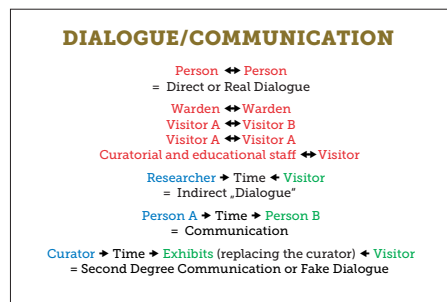 DIALOGUE/COMMUNICATION
Person ↔ Person
= Direct or Real Dialogue
Warden ↔ Warden
Visitor A ↔ Visitor B
Visitor A ↔ Visitor A
Curatorial and educational staff ↔ Visitor
Researcher → Time ← Visitor
= Indirect „Dialogue“
Person A → Time → Person B
= Communication
Curator → Time → Exhibits (replacing the curator) ← Visitor
= Second Degree Communication or Fake Dialogue